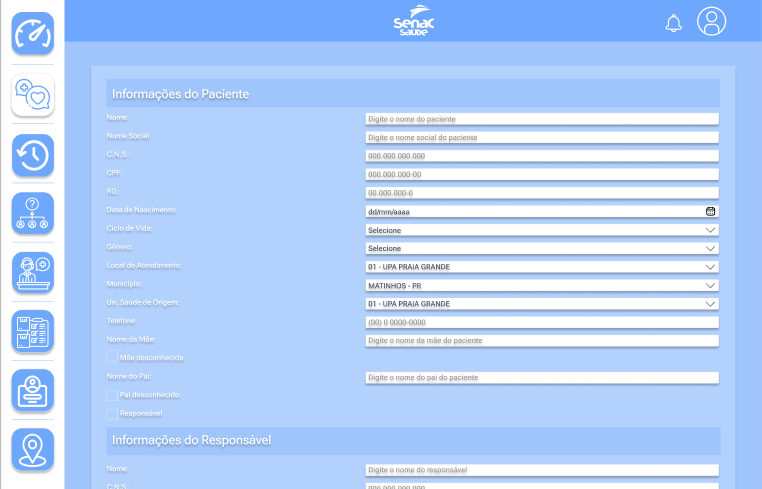 Senac
SAÚDE
Informações do Paciente
Nome: Digite o nome do paciente
Nome Social: Digite o nome social do paciente
C.N.S.: 000.000.000.000
CPF: 000.000.000-00
RG: 00.000.000-0
Data de Nascimento: dd/mm/aaaa
Ciclo de Vida: Selecione
Gênero: Selecione
Local de Atendimento: 01 - UPA PRAIA GRANDE
Município: MATINHOS - PR
Un. Saúde de Origem: 01 - UPA PRAIA GRANDE
Telefone: (00) 0 0000-0000
Nome da Mãe: Digite o nome da mãe do paciente
Mãe desconhecida
Nome do Pai: Digite o nome do pai do paciente
Pai desconhecido
Responsável
Informações do Responsável
Nome: Digite o nome do responsável
C.N.S.: 000.000.000.000